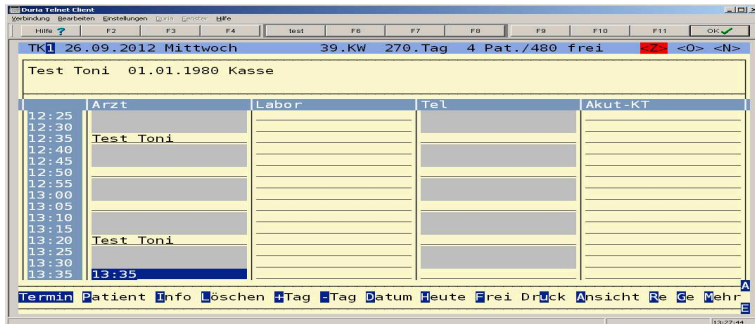 Duria Telnet Client
Verbindung Bearbeiten Einstellungen Duria Fenster Hilfe
Hilfe ? F2 F3 F4 test F6 F7 F8 F9 F10 F11 OK
TK1 26.09.2012 Mittwoch 39.KW 270.Tag 4 Pat./480 frei <Z> <O> <N>
Test Toni 01.01.1980 Kasse
Arzt Labor Tel Akut-KT
12:25
12:30
12:35 Test Toni
12:40
12:45
12:50
12:55
13:00
13:05
13:10
13:15
13:20 Test Toni
13:25
13:30
13:35 13:35
A
Termin Patient Info Löschen +Tag -Tag Datum Heute Frei Druck Ansicht Re Ge Mehr
E
13:27:44